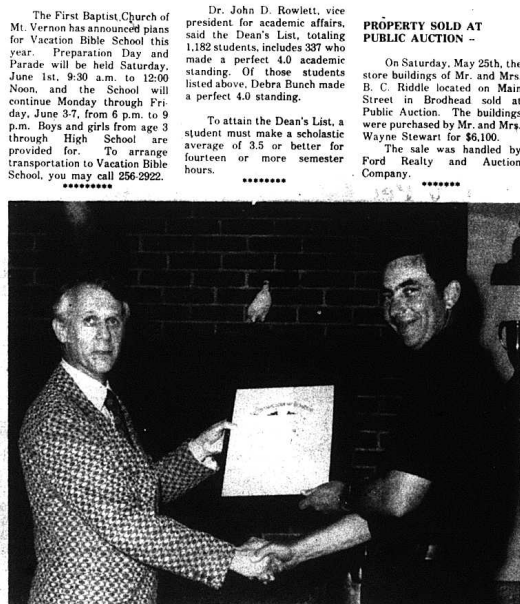 The First Baptist Church of
Mt. Vernon has announced plans
for Vacation Bible School this
year. Preparation Day and
Parade will be held Saturday,
June 1st, 9:30 a.m. to 12:00
Noon, and the School will
continue Monday through Fri-
day, June 3-7, from 6 p.m. to 9
p.m. Boys and girls from age 3
through High School are
provided for. To arrange
transportation to Vacation Bible
School, you may call 256-2922.
*********
Dr. John D. Rowlett, vice
president for academic affairs,
said the Dean's List, totaling
1,182 students, includes 337 who
made a perfect 4.0 academic
standing. Of those students
listed above, Debra Bunch made
a perfect 4.0 standing.
To attain the Dean's List, a
student must make a scholastic
average of 3.5 or better for
fourteen or more semester
hours.
********
PROPERTY SOLD AT
PUBLIC AUCTION --
On Saturday, May 25th, the
store buildings of Mr. and Mrs.
B. C. Riddle located on Main
Street in Brodhead sold at
Public Auction. The buildings
were purchased by Mr. and Mrs.
Wayne Stewart for $6,100.
The sale was handled by
Ford Realty and Auction
Company.
*******